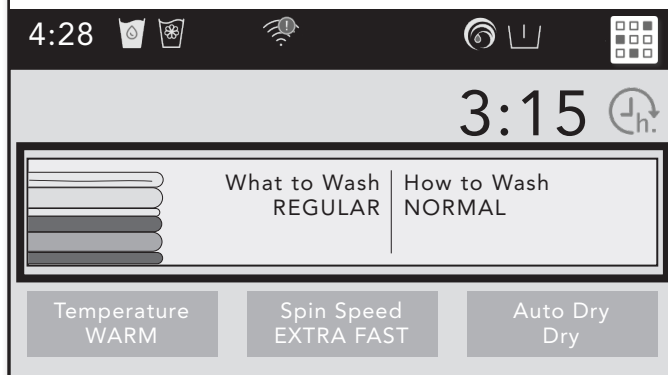 4:28
!
3:15 h.
What to Wash
REGULAR
How to Wash
NORMAL
Temperature
WARM
Spin Speed
EXTRA FAST
Auto Dry
Dry